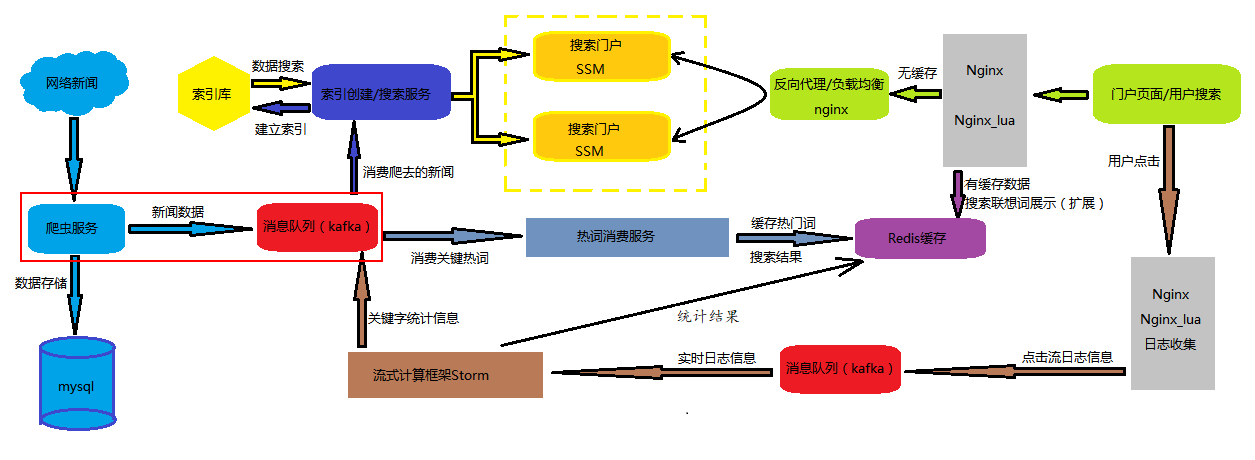 网络新闻
索引库
数据搜索
建立索引
索引创建/搜索服务
搜索门户
SSM
搜索门户
SSM
反向代理/负载均衡
nginx
无缓存
Nginx
Nginx_lua
门户页面/用户搜索
用户点击
消费爬去的新闻
有缓存数据
搜索联想词展示（扩展）
爬虫服务
新闻数据
消息队列（kafka）
消费关键热词
热词消费服务
缓存热门词
搜索结果
Redis缓存
数据存储
关键字统计信息
统计结果
mysql
流式计算框架Storm
实时日志信息
消息队列（kafka）
点击流日志信息
Nginx
Nginx_lua
日志收集